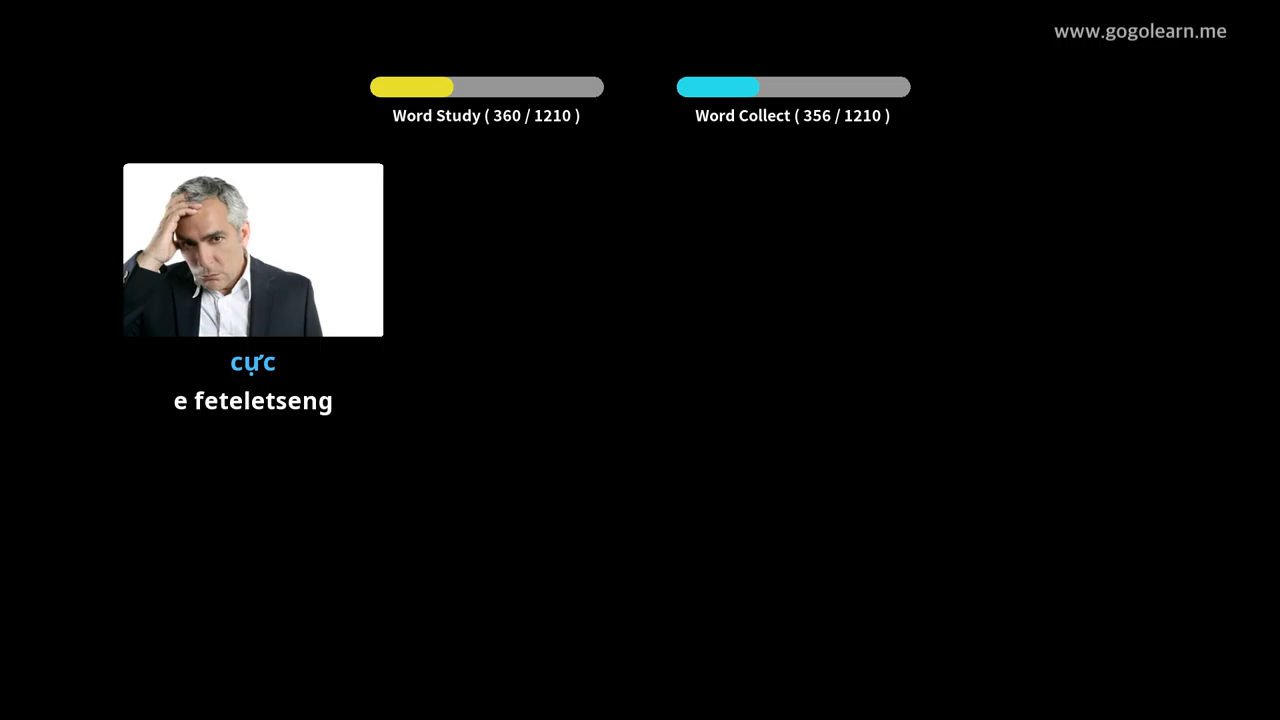 www.gogolearn.me
Word Study ( 360 / 1210 )
Word Collect ( 356 / 1210 )
cực
e feteletseng